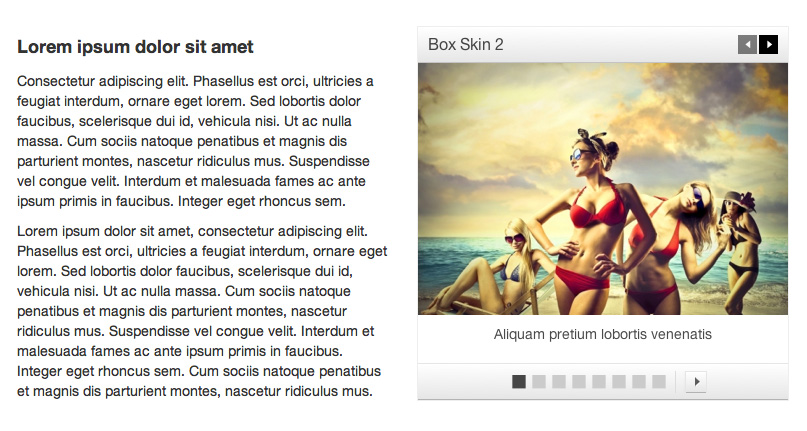 Lorem ipsum dolor sit amet
Consectetur adipiscing elit. Phasellus est orci, ultricies a
feugiat interdum, ornare eget lorem. Sed lobortis dolor
faucibus, scelerisque dui id, vehicula nisi. Ut ac nulla
massa. Cum sociis natoque penatibus et magnis dis
parturient montes, nascetur ridiculus mus. Suspendisse
vel congue velit. Interdum et malesuada fames ac ante
ipsum primis in faucibus. Integer eget rhoncus sem.
Lorem ipsum dolor sit amet, consectetur adipiscing elit.
Phasellus est orci, ultricies a feugiat interdum, ornare eget
lorem. Sed lobortis dolor faucibus, scelerisque dui id,
vehicula nisi. Ut ac nulla massa. Cum sociis natoque
penatibus et magnis dis parturient montes, nascetur
ridiculus mus. Suspendisse vel congue velit. Interdum et
malesuada fames ac ante ipsum primis in faucibus.
Integer eget rhoncus sem. Cum sociis natoque penatibus
et magnis dis parturient montes, nascetur ridiculus mus.
Box Skin 2
Aliquam pretium lobortis venenatis